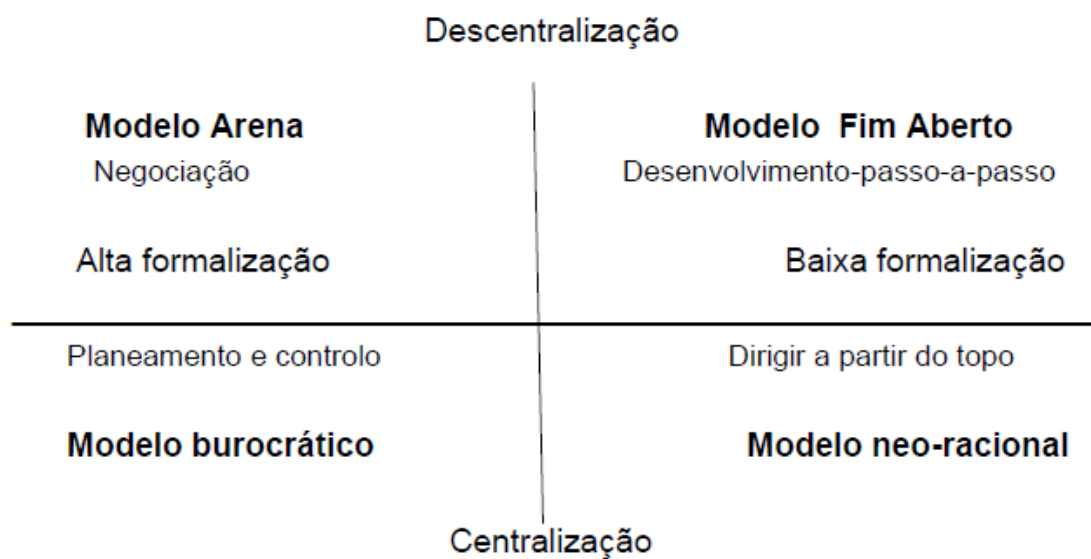 Descentralização
Modelo Arena
Modelo Fim Aberto
Negociação
Desenvolvimento-passo-a-passo
Alta formalização
Baixa formalização
Planeamento e controlo
Dirigir a partir do topo
Modelo burocrático
Modelo neo-racional
Centralização